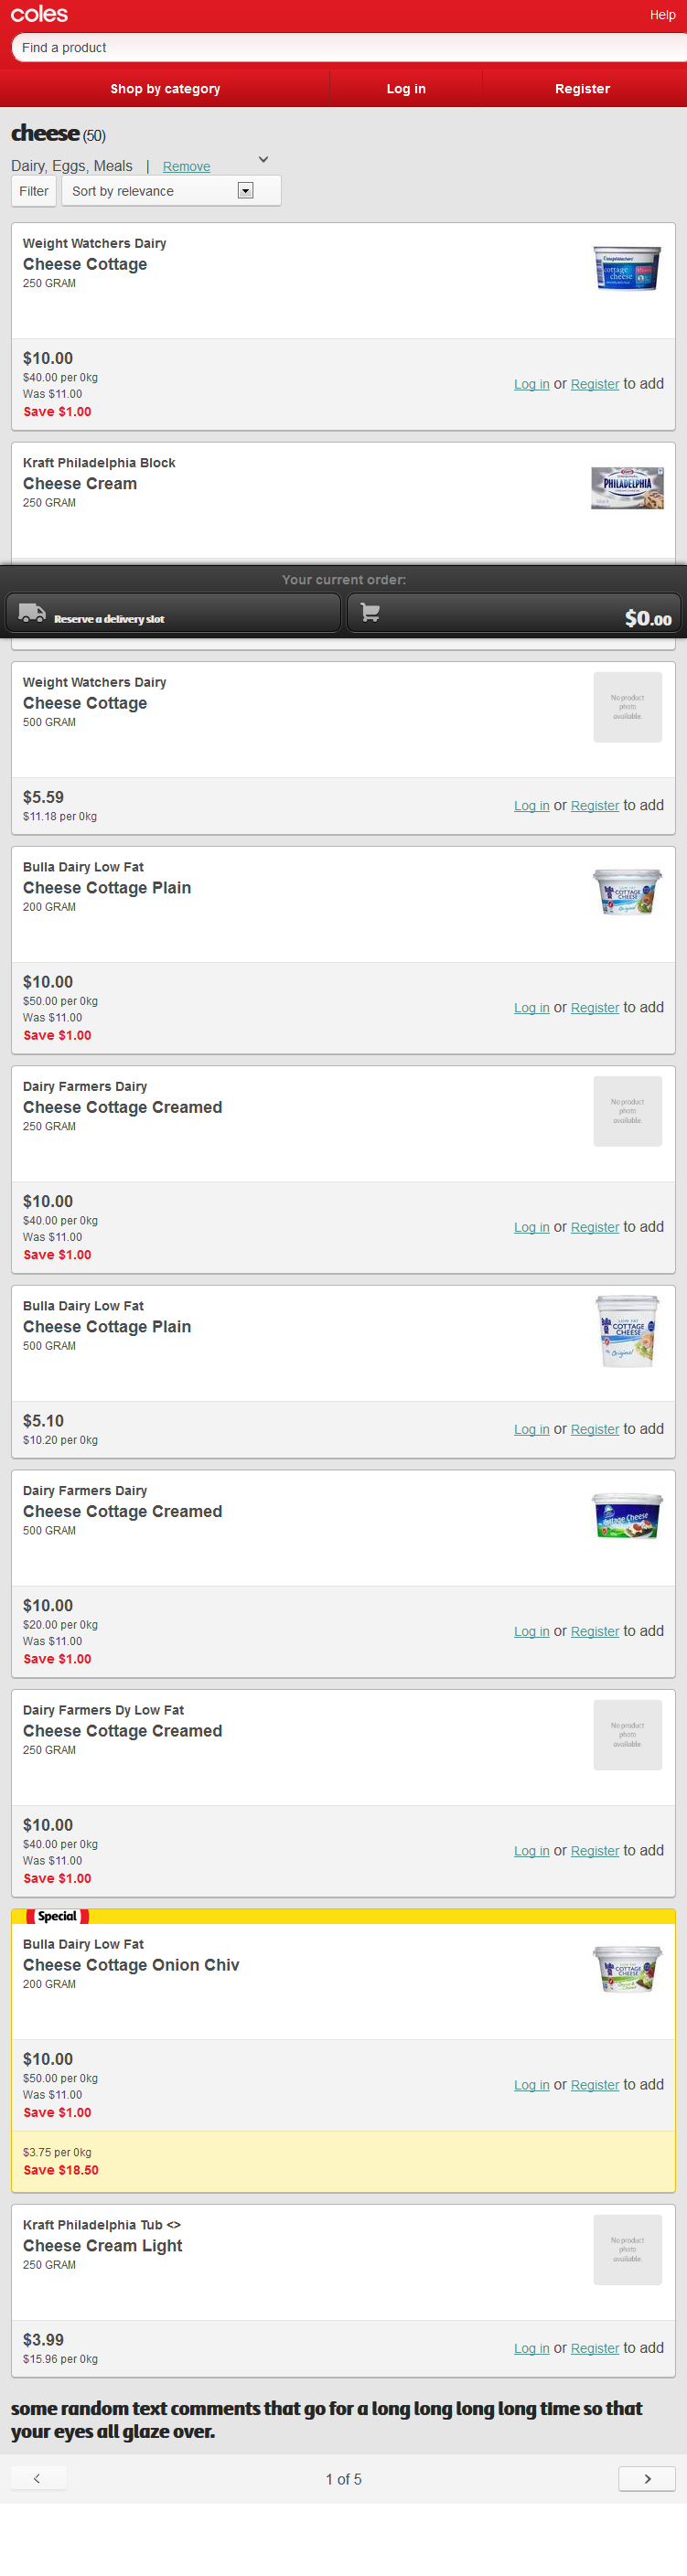 coles
Help
Find a product
Shop by category
Log in
Register
cheese (50)
Dairy, Eggs, Meals | Remove
Filter
Sort by relevance
Weight Watchers Dairy
Cheese Cottage
250 GRAM
cottage
cheese
$10.00
$40.00 per 0kg
Was $11.00
Save $1.00
Log in or Register to add
Kraft Philadelphia Block
Cheese Cream
250 GRAM
PHILADELPHIA
Your current order:
Reserve a delivery slot
$0.00
Weight Watchers Dairy
Cheese Cottage
500 GRAM
No product
photo
available.
$5.59
$11.18 per 0kg
Log in or Register to add
Bulla Dairy Low Fat
Cheese Cottage Plain
200 GRAM
COTTAGE
CHEESE
Original
$10.00
$50.00 per 0kg
Was $11.00
Save $1.00
Log in or Register to add
Dairy Farmers Dairy
Cheese Cottage Creamed
250 GRAM
No product
photo
available.
$10.00
$40.00 per 0kg
Was $11.00
Save $1.00
Log in or Register to add
Bulla Dairy Low Fat
Cheese Cottage Plain
500 GRAM
LOW FAT
COTTAGE
CHEESE
Original
$5.10
$10.20 per 0kg
Log in or Register to add
Dairy Farmers Dairy
Cheese Cottage Creamed
500 GRAM
Cottage Cheese
$10.00
$20.00 per 0kg
Was $11.00
Save $1.00
Log in or Register to add
Dairy Farmers Dy Low Fat
Cheese Cottage Creamed
250 GRAM
No product
photo
available.
$10.00
$40.00 per 0kg
Was $11.00
Save $1.00
Log in or Register to add
Special
Bulla Dairy Low Fat
Cheese Cottage Onion Chiv
200 GRAM
COTTAGE
CHEESE
$10.00
$50.00 per 0kg
Was $11.00
Save $1.00
Log in or Register to add
$3.75 per 0kg
Save $18.50
Kraft Philadelphia Tub <>
Cheese Cream Light
250 GRAM
No product
photo
available.
$3.99
$15.96 per 0kg
Log in or Register to add
some random text comments that go for a long long long long time so that
your eyes all glaze over.
1 of 5